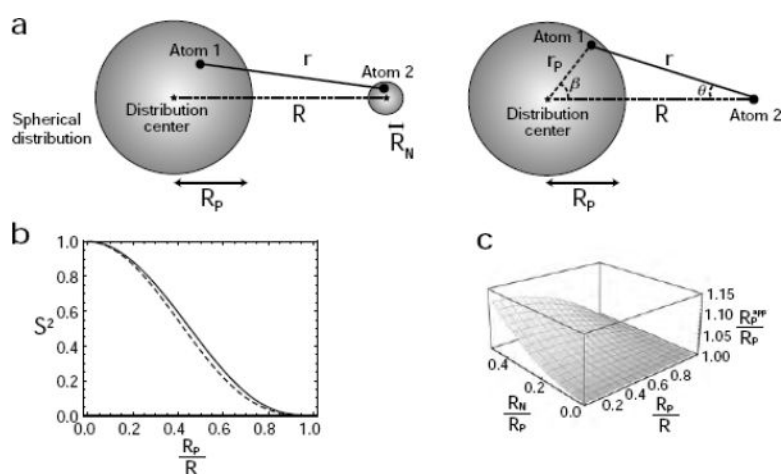 a
Atom 1
r
Atom 2
Distribution center
R
R_N
Spherical distribution
R_P
Atom 1
r_P
r
β
θ
Distribution center
R
Atom 2
R_P
b
1.0
0.8
0.6
S²
0.4
0.2
0.0
0.0 0.2 0.4 0.6 0.8 1.0
R_P
R
c
1.15
1.10
1.05
1.00
R_P
0.4
0.2
0.0
R_N
R_P
0.2 0.4 0.6 0.8
R_P
R